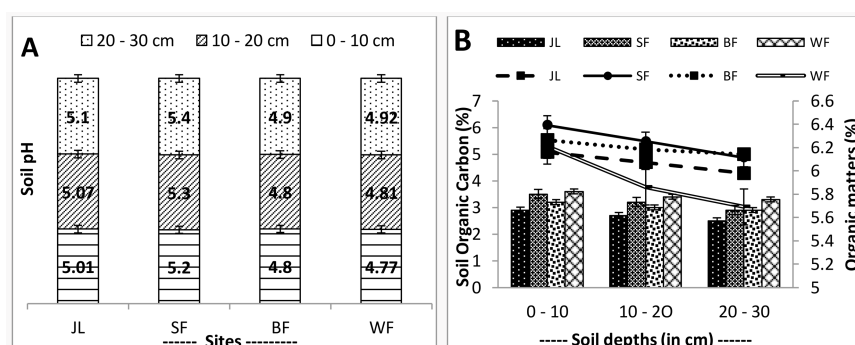 A
20 - 30 cm 10 - 20 cm 0 - 10 cm
Soil pH
5.1 5.4 4.9 4.92
5.07 5.3 4.8 4.81
5.01 5.2 4.8 4.77
JL SF BF WF
------ Sites ---------
B
JL SF BF WF
JL SF BF WF
Soil Organic Carbon (%)
7
6
5
4
3
2
1
0
6.6
6.4
6.2
6
5.8
5.6
5.4
5.2
5
Organic matters (%)
0 - 10 10 - 20 20 - 30
----- Soil depths (in cm) ------